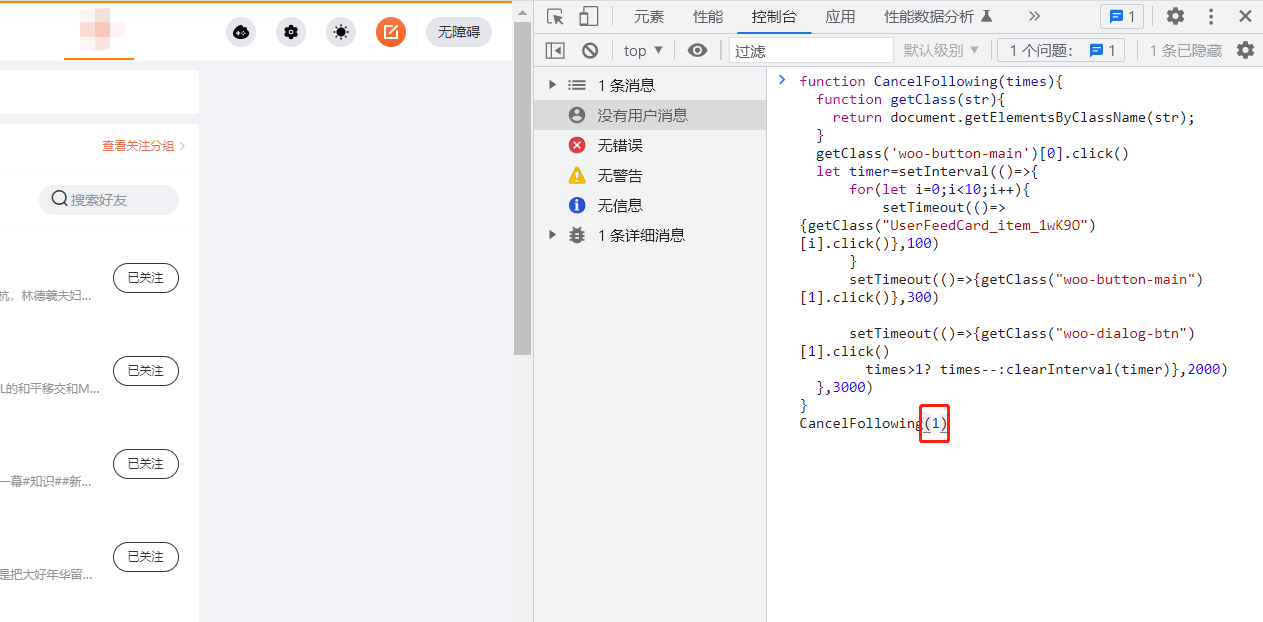 无障碍
元素
性能
控制台
应用
性能数据分析
1
top
过滤
默认级别
1 个问题:
1
1 条已隐藏
查看关注分组
搜索好友
已关注
杭，林德襄夫妇...
已关注
L的和平移交和M...
已关注
一幕#知识##新...
已关注
是把大好年华留...
1 条消息
没有用户消息
无错误
无警告
无信息
1 条详细消息
function CancelFollowing(times){
function getClass(str){
return document.getElementsByClassName(str);
}
getClass('woo-button-main')[0].click()
let timer=setInterval(()=>{
for(let i=0;i<10;i++){
setTimeout(()=>
{getClass("UserFeedCard_item_1wK9O")
[i].click()},100)
}
setTimeout(()=>{getClass("woo-button-main")
[1].click()},300)
setTimeout(()=>{getClass("woo-dialog-btn")
[1].click()
times>1? times--:clearInterval(timer)},2000)
},3000)
}
CancelFollowing(1)